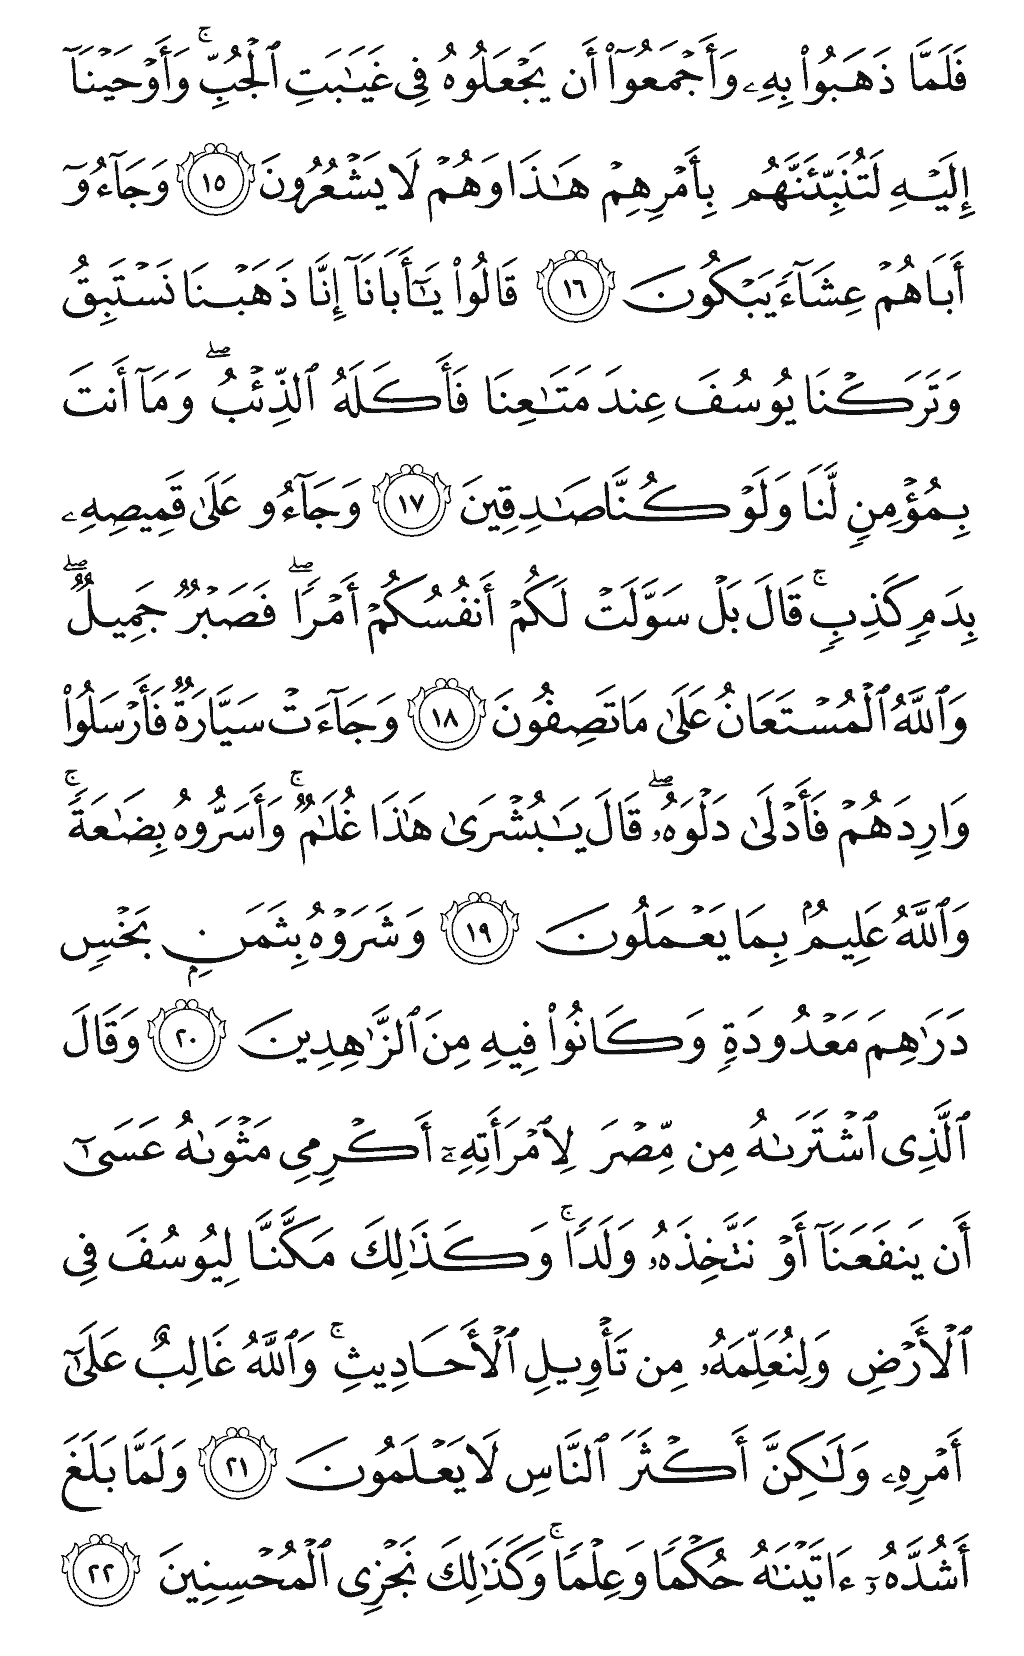 فَلَمَّا ذَهَبُوا۟ بِهِۦ وَأَجْمَعُوٓا۟ أَن يَجْعَلُوهُ فِى غَيَـٰبَتِ ٱلْجُبِّ ۚ وَأَوْحَيْنَآ
إِلَيْهِ لَتُنَبِّئَنَّهُم بِأَمْرِهِمْ هَـٰذَا وَهُمْ لَا يَشْعُرُونَ ١٥ وَجَآءُوٓ
أَبَاهُمْ عِشَآءً يَبْكُونَ ١٦ قَالُوا۟ يَـٰٓأَبَانَآ إِنَّا ذَهَبْنَا نَسْتَبِقُ
وَتَرَكْنَا يُوسُفَ عِندَ مَتَـٰعِنَا فَأَكَلَهُ ٱلذِّئْبُ ۖ وَمَآ أَنتَ
بِمُؤْمِنٍ لَّنَا وَلَوْ كُنَّا صَـٰدِقِينَ ١٧ وَجَآءُو عَلَىٰ قَمِيصِهِۦ
بِدَمٍ كَذِبٍ ۚ قَالَ بَلْ سَوَّلَتْ لَكُمْ أَنفُسُكُمْ أَمْرًا ۖ فَصَبْرٌ جَمِيلٌ ۖ
وَٱللَّهُ ٱلْمُسْتَعَانُ عَلَىٰ مَا تَصِفُونَ ١٨ وَجَآءَتْ سَيَّارَةٌ فَأَرْسَلُوا۟
وَارِدَهُمْ فَأَدْلَىٰ دَلْوَهُۥ ۖ قَالَ يَـٰبُشْرَىٰ هَـٰذَا غُلَـٰمٌ ۚ وَأَسَرُّوهُ بِضَـٰعَةً ۚ
وَٱللَّهُ عَلِيمٌۢ بِمَا يَعْمَلُونَ ١٩ وَشَرَوْهُ بِثَمَنٍۭ بَخْسٍ
دَرَٰهِمَ مَعْدُودَةٍ وَكَانُوا۟ فِيهِ مِنَ ٱلزَّٰهِدِينَ ٢٠ وَقَالَ
ٱلَّذِى ٱشْتَرَىٰهُ مِن مِّصْرَ لِٱمْرَأَتِهِۦٓ أَكْرِمِى مَثْوَىٰهُ عَسَىٰٓ
أَن يَنفَعَنَآ أَوْ نَتَّخِذَهُۥ وَلَدًا ۚ وَكَذَٰلِكَ مَكَّنَّا لِيُوسُفَ فِى
ٱلْأَرْضِ وَلِنُعَلِّمَهُۥ مِن تَأْوِيلِ ٱلْأَحَادِيثِ ۚ وَٱللَّهُ غَالِبٌ عَلَىٰٓ
أَمْرِهِۦ وَلَـٰكِنَّ أَكْثَرَ ٱلنَّاسِ لَا يَعْلَمُونَ ٢١ وَلَمَّا بَلَغَ
أَشُدَّهُۥٓ ءَاتَيْنَـٰهُ حُكْمًا وَعِلْمًا ۚ وَكَذَٰلِكَ نَجْزِى ٱلْمُحْسِنِينَ ٢٢